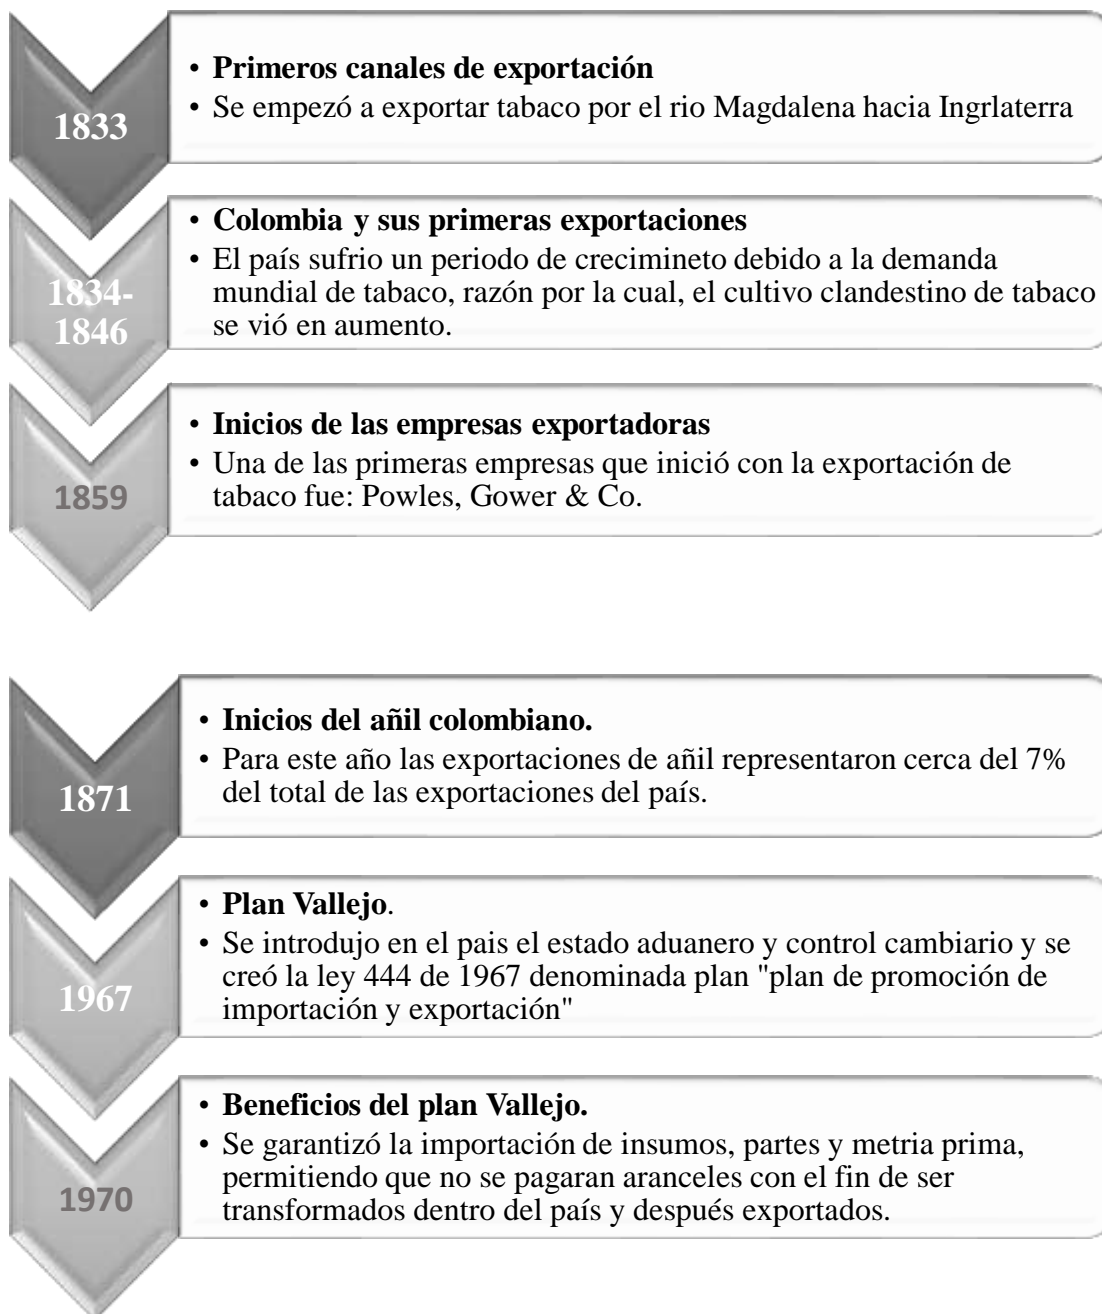 1833
• Primeros canales de exportación
• Se empezó a exportar tabaco por el rio Magdalena hacia Ingrlaterra
1834-
1846
• Colombia y sus primeras exportaciones
• El país sufrio un periodo de crecimineto debido a la demanda
mundial de tabaco, razón por la cual, el cultivo clandestino de tabaco
se vió en aumento.
1859
• Inicios de las empresas exportadoras
• Una de las primeras empresas que inició con la exportación de
tabaco fue: Powles, Gower & Co.
1871
• Inicios del añil colombiano.
• Para este año las exportaciones de añil representaron cerca del 7%
del total de las exportaciones del país.
1967
• Plan Vallejo.
• Se introdujo en el pais el estado aduanero y control cambiario y se
creó la ley 444 de 1967 denominada plan "plan de promoción de
importación y exportación"
1970
• Beneficios del plan Vallejo.
• Se garantizó la importación de insumos, partes y metria prima,
permitiendo que no se pagaran aranceles con el fin de ser
transformados dentro del país y después exportados.